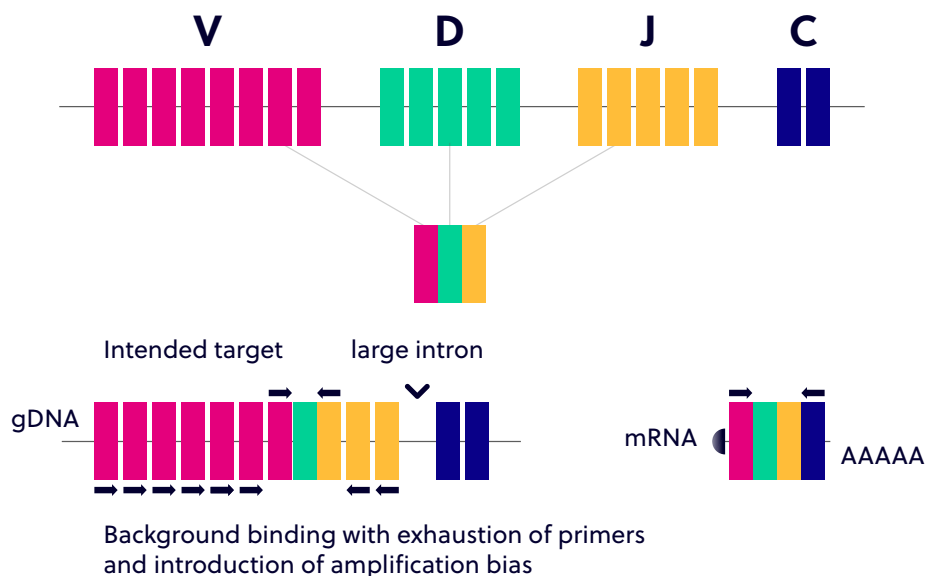 V D J C
Intended target large intron
gDNA
mRNA
AAAAA
Background binding with exhaustion of primers
and introduction of amplification bias